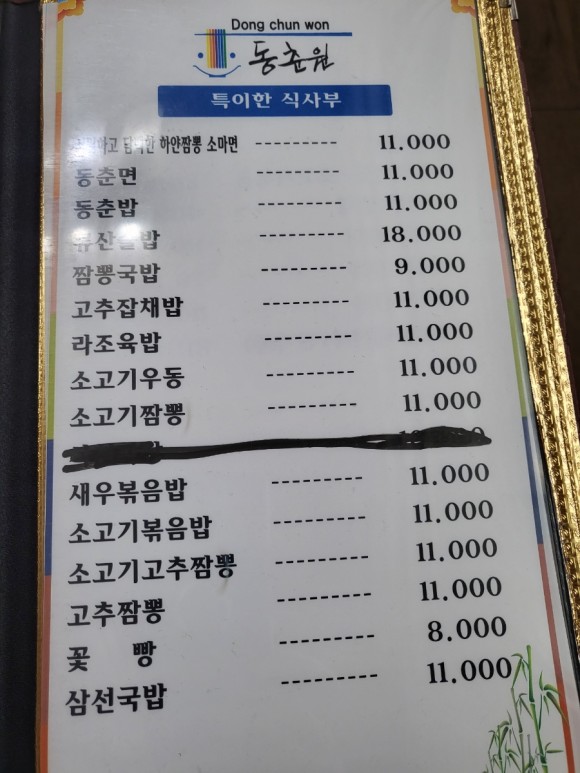 Dong chun won
동춘원
특이한 식사부
하얀짬뽕 소마면 ---------- 11.000
동춘면 ---------- 11.000
동춘밥 ---------- 11.000
---------- 18.000
짬뽕국밥 ---------- 9.000
고추잡채밥 ---------- 11.000
라조육밥 ---------- 11.000
소고기우동 ---------- 11.000
소고기짬뽕 ---------- 11.000
새우볶음밥 ---------- 11.000
소고기볶음밥 ---------- 11.000
소고기고추짬뽕 ---------- 11.000
고추짬뽕 ---------- 11.000
꽃 빵 ---------- 8.000
삼선국밥 ---------- 11.000